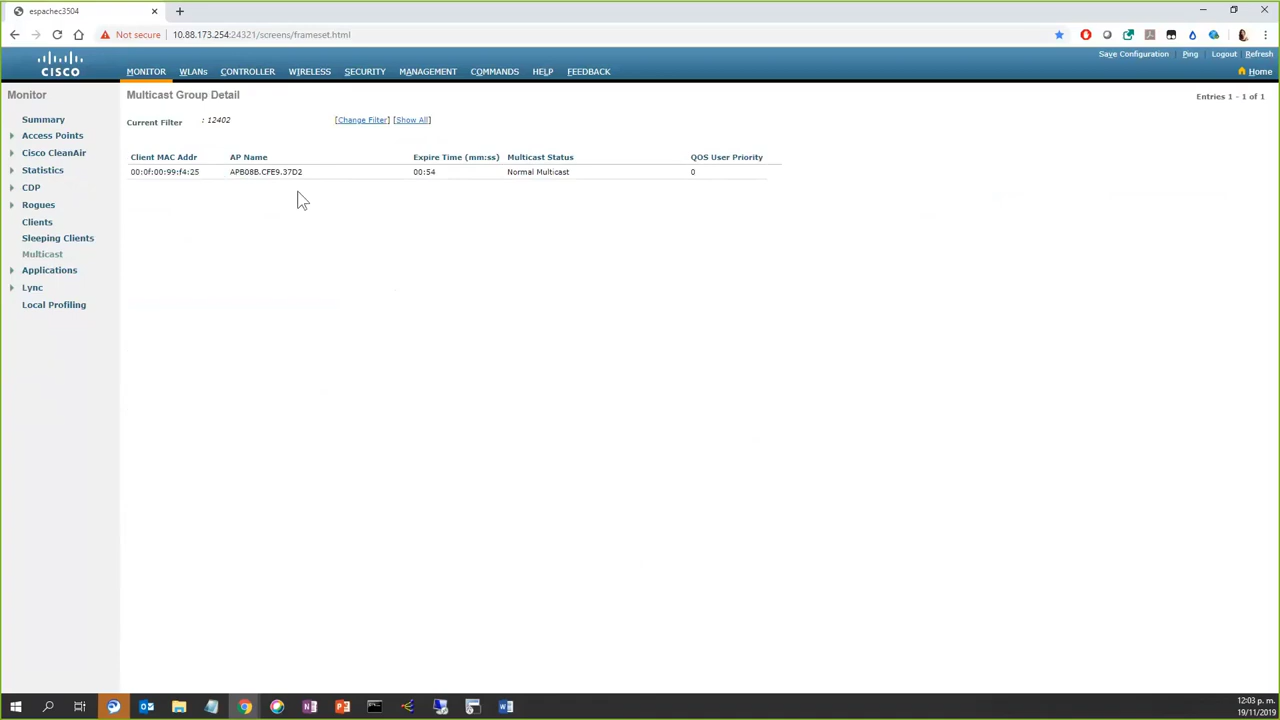 espachec3504
Not secure 10.88.173.254:24321/screens/frameset.html
Save Configuration Ping Logout Refresh
CISCO
MONITOR WLANs CONTROLLER WIRELESS SECURITY MANAGEMENT COMMANDS HELP FEEDBACK
Home
Monitor
Summary
Access Points
Cisco CleanAir
Statistics
CDP
Rogues
Clients
Sleeping Clients
Multicast
Applications
Lync
Local Profiling
Multicast Group Detail
Entries 1 - 1 of 1
Current Filter : 12402 [Change Filter] [Show All]
Client MAC Addr AP Name Expire Time (mm:ss) Multicast Status QOS User Priority
00:0f:00:99:f4:25 APB08B.CFE9.37D2 00:54 Normal Multicast 0
12:03 p. m.
19/11/2019